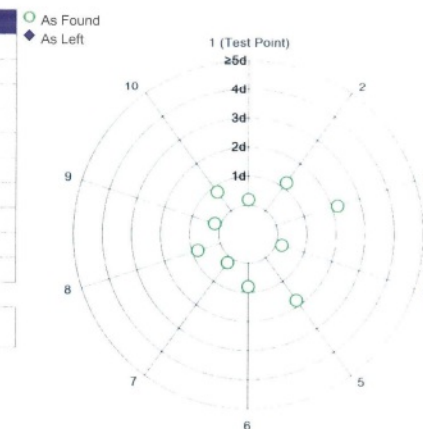 As Found
As Left
1 (Test Point)
≥5d
4d
3d
2d
1d
2
5
6
7
8
9
10